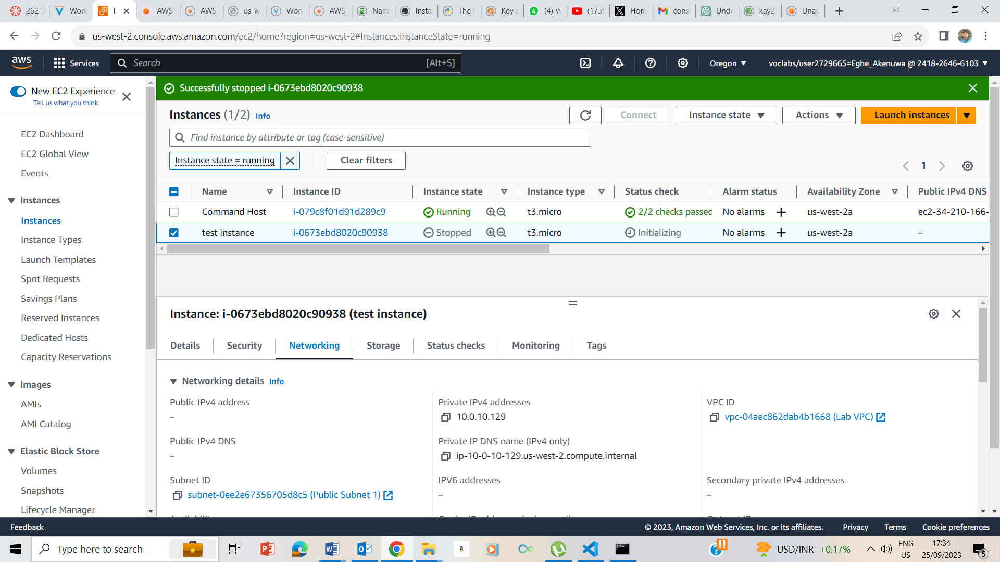 262-[
Work
I
AWS
AWS
us-w
Work
AWS
Naira
Insta
The P
Key p
(4) W
(175
Hom
cons
Unde
kay2
Unau
us-west-2.console.aws.amazon.com/ec2/home?region=us-west-2#Instances:instanceState=running
aws
Services
Search
[Alt+S]
Oregon
voclabs/user2729665=Eghe_Akenuwa @ 2418-2646-6103
New EC2 Experience
Tell us what you think
EC2 Dashboard
EC2 Global View
Events
Instances
Instances
Instance Types
Launch Templates
Spot Requests
Savings Plans
Reserved Instances
Dedicated Hosts
Capacity Reservations
Images
AMIs
AMI Catalog
Elastic Block Store
Volumes
Snapshots
Lifecycle Manager
Successfully stopped i-0673ebd8020c90938
Instances (1/2) Info
Connect
Instance state
Actions
Launch instances
Find instance by attribute or tag (case-sensitive)
Instance state = running
Clear filters
1
Name Instance ID Instance state Instance type Status check Alarm status Availability Zone Public IPv4 DNS
Command Host i-079c8f01d91d289c9 Running t3.micro 2/2 checks passed No alarms + us-west-2a ec2-34-210-166-
test instance i-0673ebd8020c90938 Stopped t3.micro Initializing No alarms + us-west-2a –
Instance: i-0673ebd8020c90938 (test instance)
Details Security Networking Storage Status checks Monitoring Tags
Networking details Info
Public IPv4 address
–
Private IPv4 addresses
10.0.10.129
VPC ID
vpc-04aec862dab4b1668 (Lab VPC)
Public IPv4 DNS
–
Private IP DNS name (IPv4 only)
ip-10-0-10-129.us-west-2.compute.internal
Subnet ID
subnet-0ee2e67356705d8c5 (Public Subnet 1)
IPV6 addresses
–
Secondary private IPv4 addresses
–
Feedback
© 2023, Amazon Web Services, Inc. or its affiliates.
Privacy
Terms
Cookie preferences
Type here to search
USD/INR +0.17%
ENG
US
17:34
25/09/2023
5